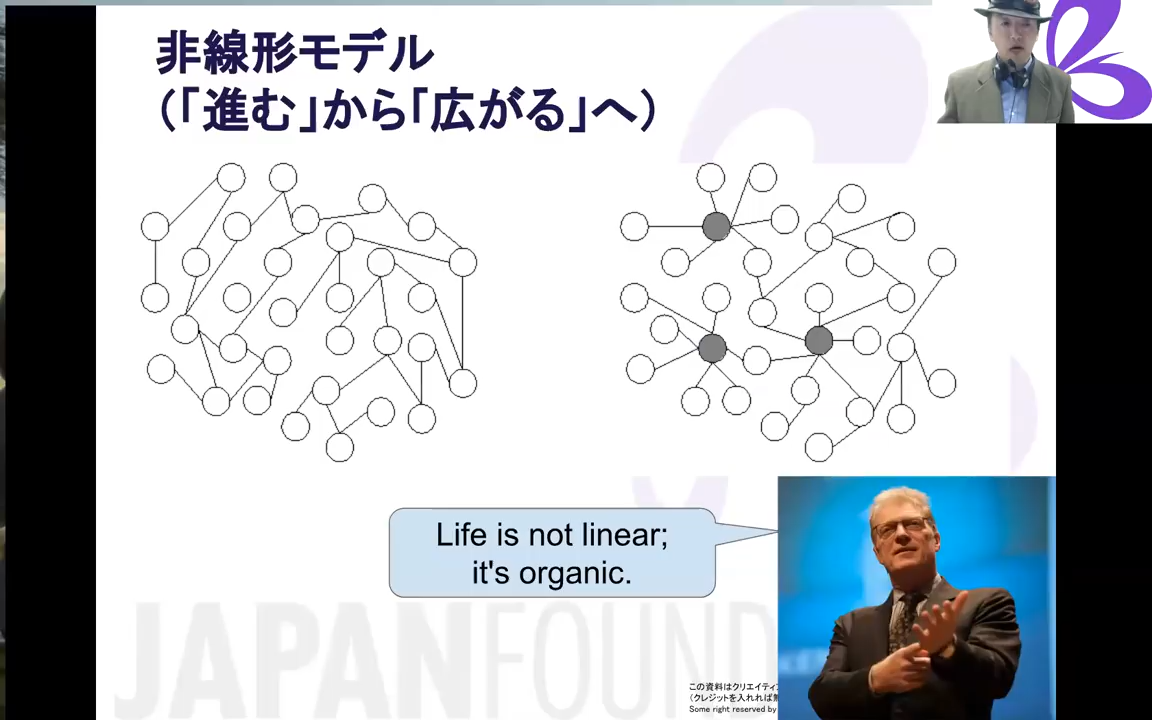 非線形モデル
（「進む」から「広がる」へ）
Life is not linear;
it's organic.
JAPANFOUND
この資料はクリエイティ
（クレジットを入れれば
Some right reserved by